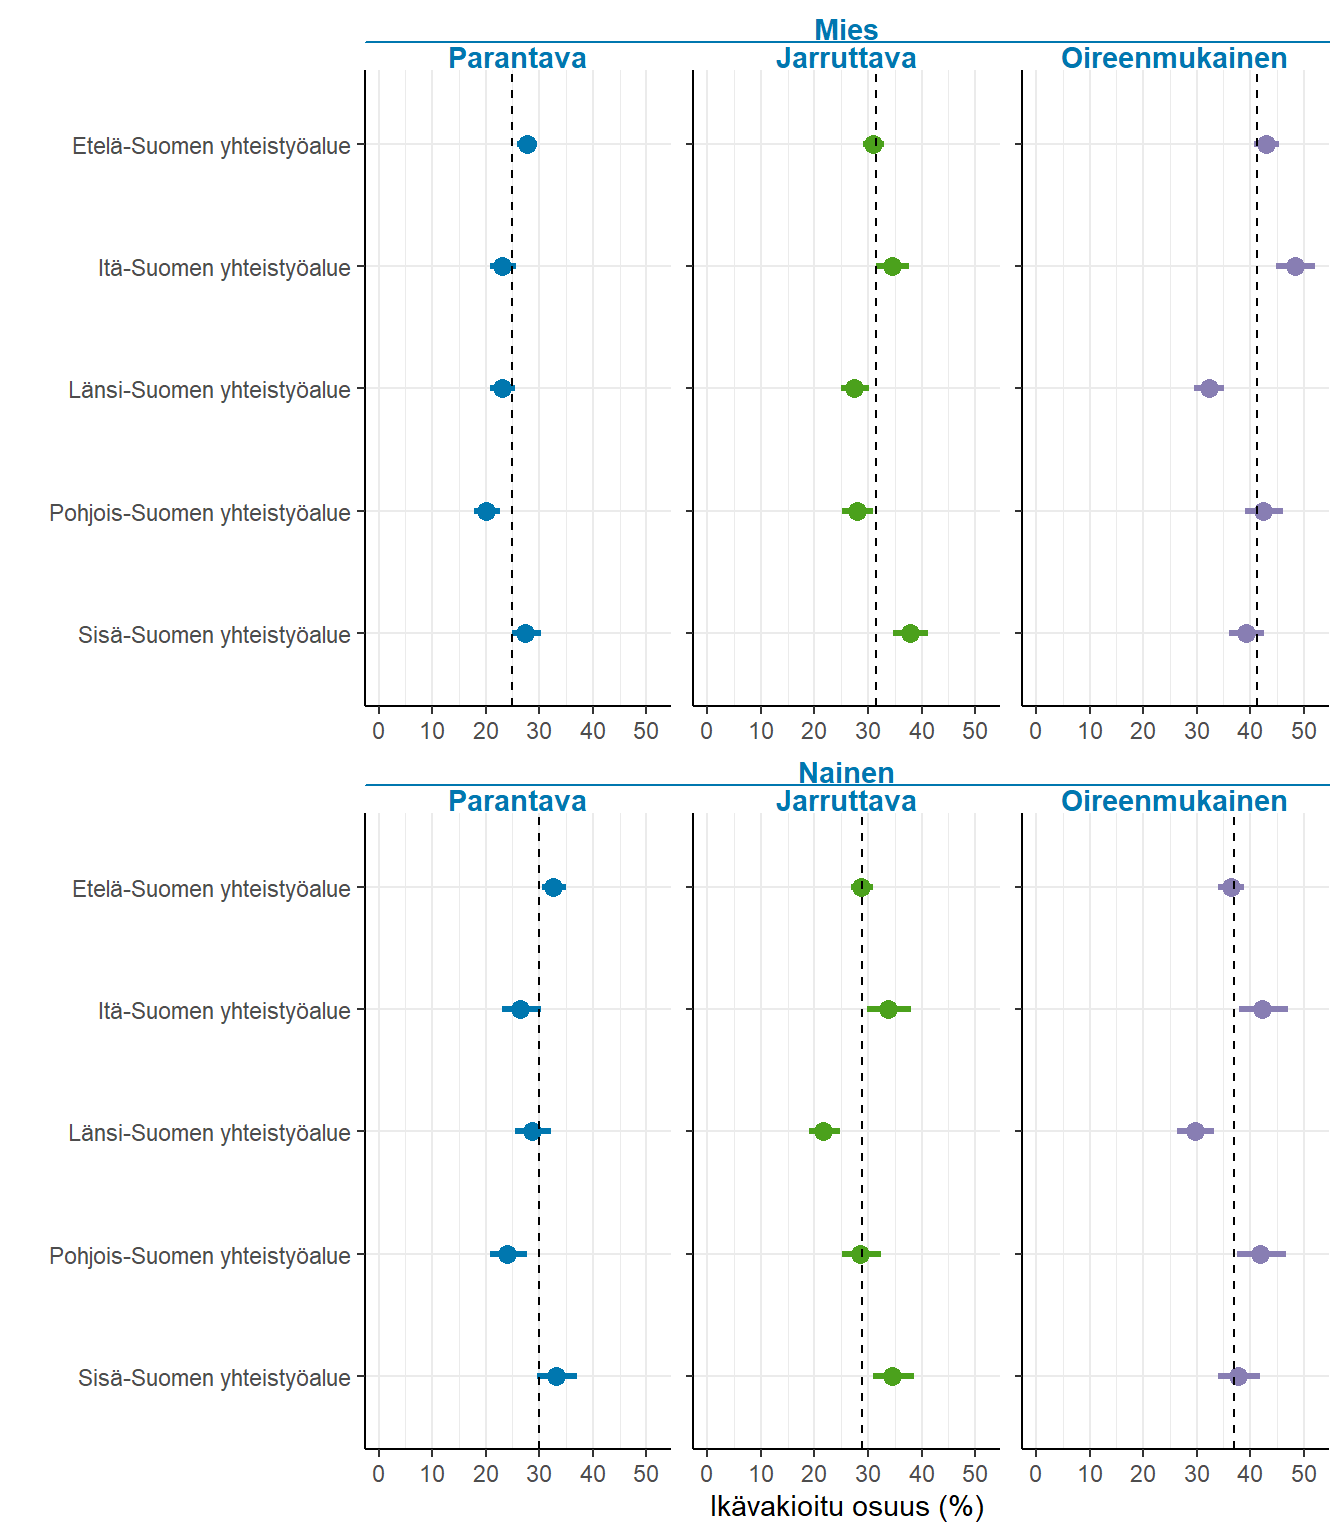 Mies
Parantava Jarruttava Oireenmukainen
Etelä-Suomen yhteistyöalue
Itä-Suomen yhteistyöalue
Länsi-Suomen yhteistyöalue
Pohjois-Suomen yhteistyöalue
Sisä-Suomen yhteistyöalue
0 10 20 30 40 50 0 10 20 30 40 50 0 10 20 30 40 50
Nainen
Parantava Jarruttava Oireenmukainen
Etelä-Suomen yhteistyöalue
Itä-Suomen yhteistyöalue
Länsi-Suomen yhteistyöalue
Pohjois-Suomen yhteistyöalue
Sisä-Suomen yhteistyöalue
0 10 20 30 40 50 0 10 20 30 40 50 0 10 20 30 40 50
Ikävakioitu osuus (%)